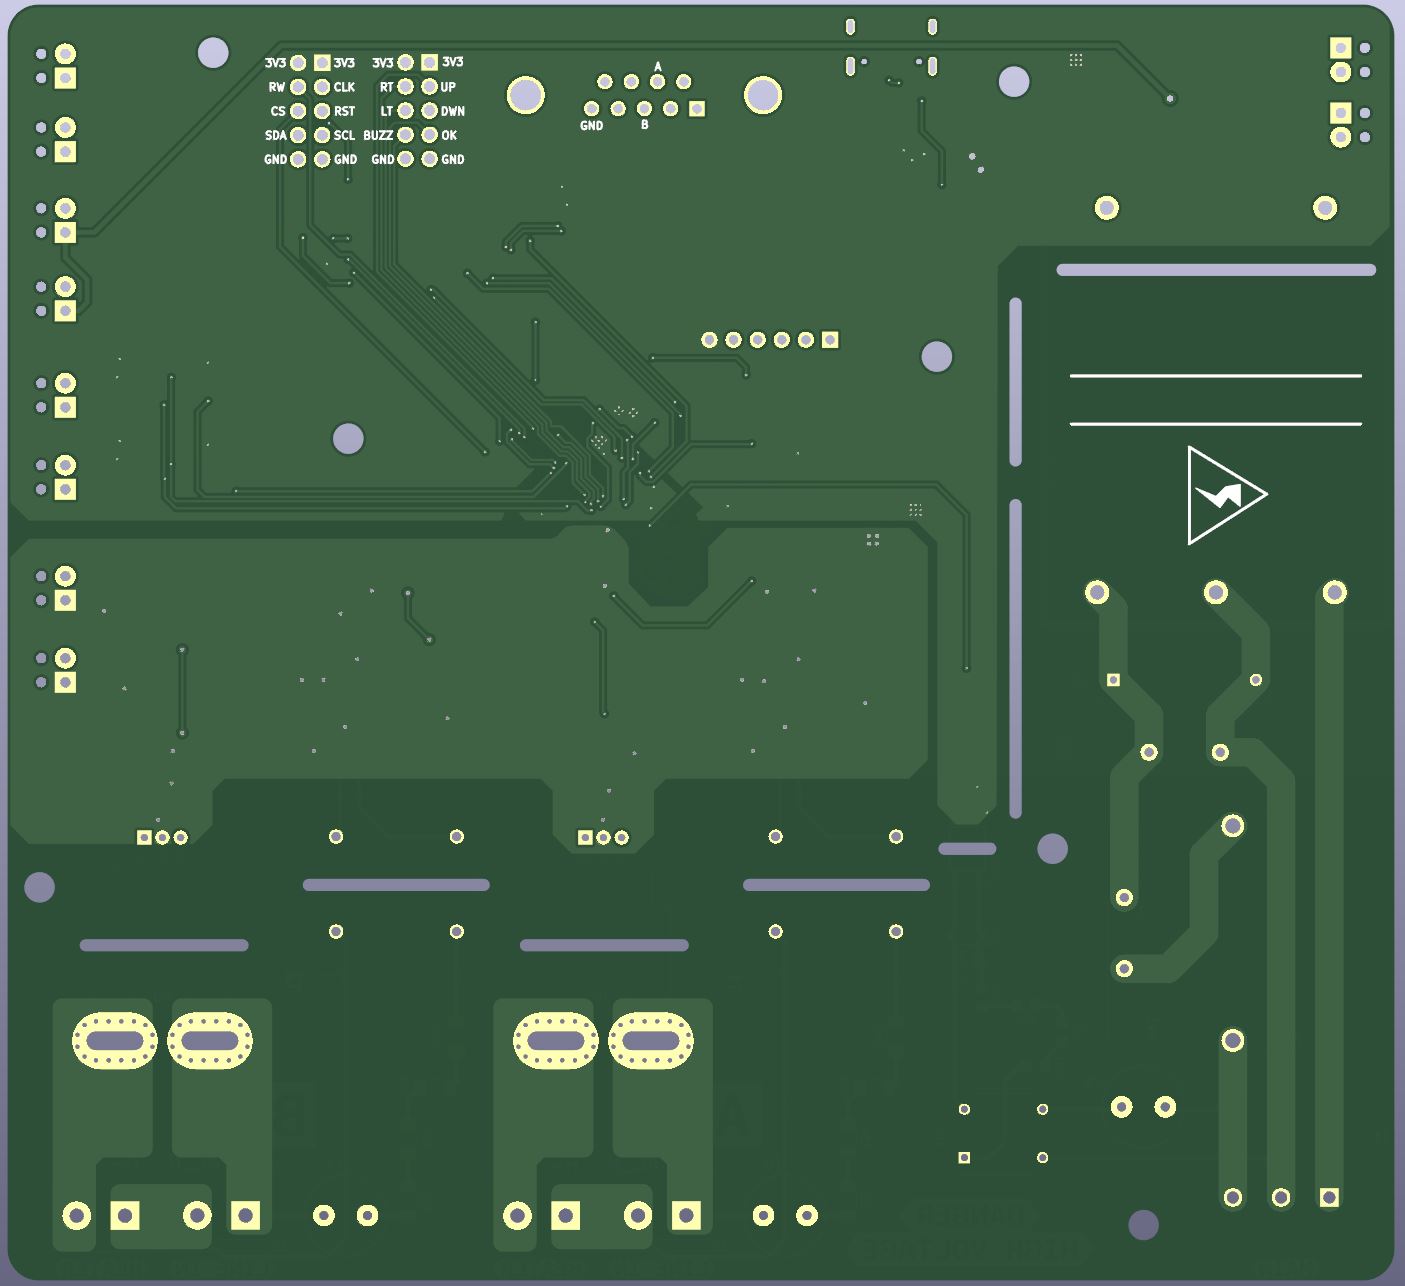 3V3 3V3 3V3 3V3
RW CLK RT UP
CS RST LT DWN
SDA SCL BUZZ OK
GND GND GND GND
A
GND B